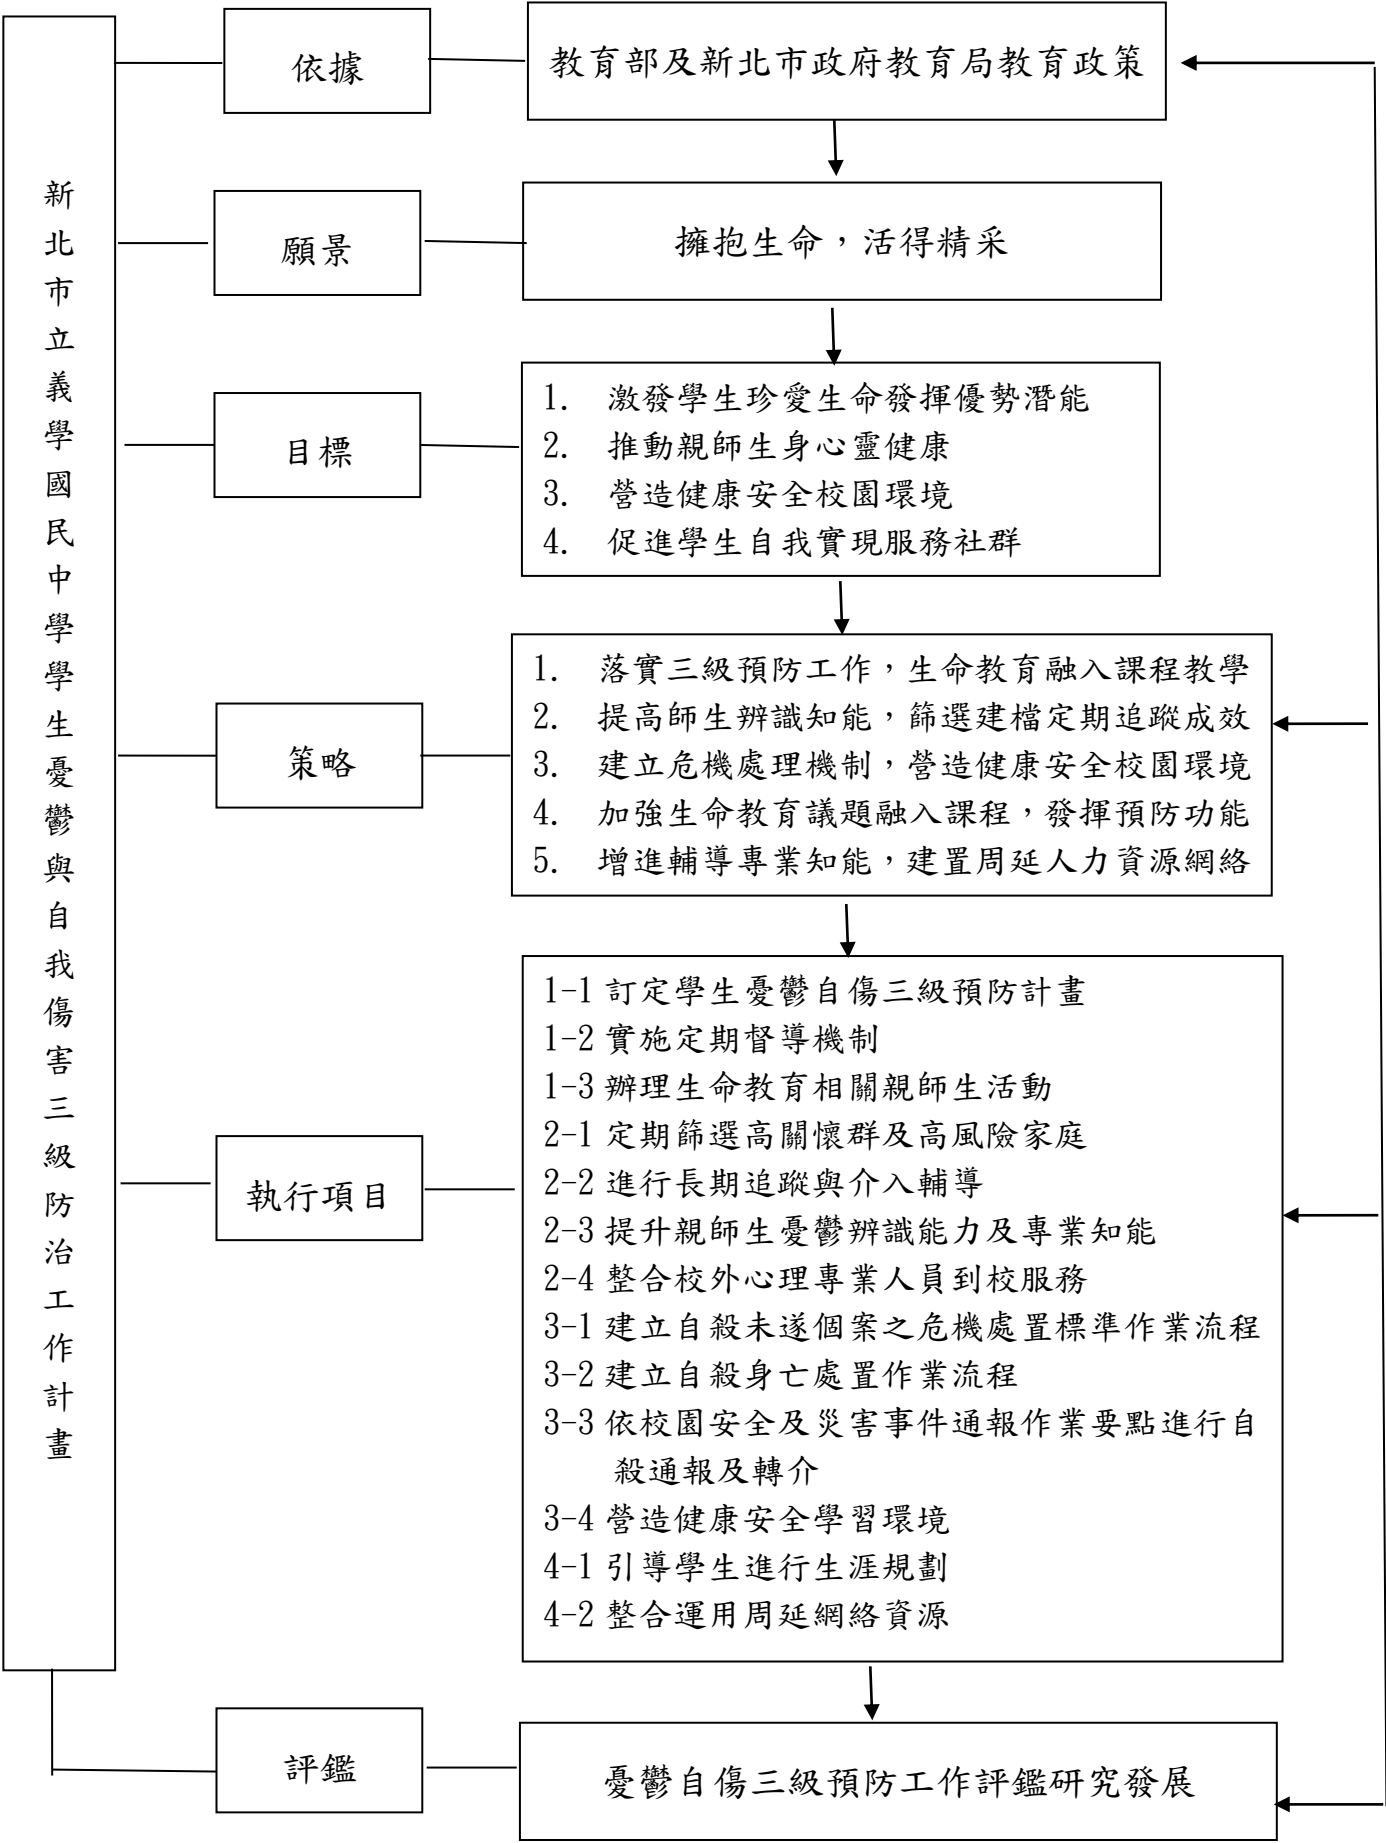 新北市立義學國民中學學生憂鬱與自我傷害三級防治工作計畫
依據
教育部及新北市政府教育局教育政策
願景
擁抱生命，活得精采
目標
1. 激發學生珍愛生命發揮優勢潛能
2. 推動親師生身心靈健康
3. 營造健康安全校園環境
4. 促進學生自我實現服務社群
策略
1. 落實三級預防工作，生命教育融入課程教學
2. 提高師生辨識知能，篩選建檔定期追蹤成效
3. 建立危機處理機制，營造健康安全校園環境
4. 加強生命教育議題融入課程，發揮預防功能
5. 增進輔導專業知能，建置周延人力資源網絡
執行項目
1-1 訂定學生憂鬱自傷三級預防計畫
1-2 實施定期督導機制
1-3 辦理生命教育相關親師生活動
2-1 定期篩選高關懷群及高風險家庭
2-2 進行長期追蹤與介入輔導
2-3 提升親師生憂鬱辨識能力及專業知能
2-4 整合校外心理專業人員到校服務
3-1 建立自殺未遂個案之危機處置標準作業流程
3-2 建立自殺身亡處置作業流程
3-3 依校園安全及災害事件通報作業要點進行自
殺通報及轉介
3-4 營造健康安全學習環境
4-1 引導學生進行生涯規劃
4-2 整合運用周延網絡資源
評鑑
憂鬱自傷三級預防工作評鑑研究發展